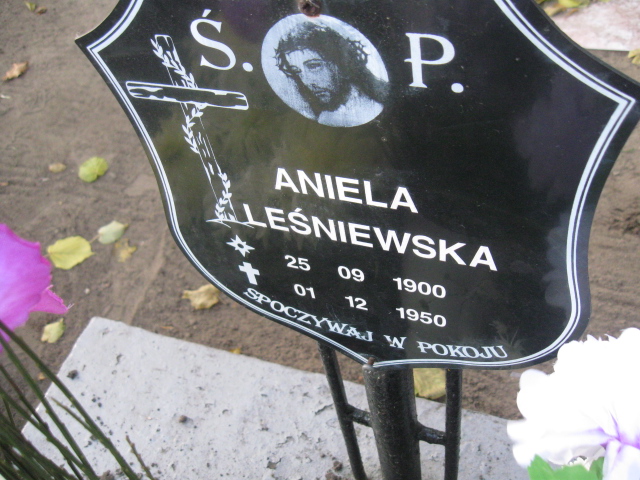 Ś. P.
ANIELA
LEŚNIEWSKA
25 09 1900
01 12 1950
SPOCZYWAJ W POKOJU